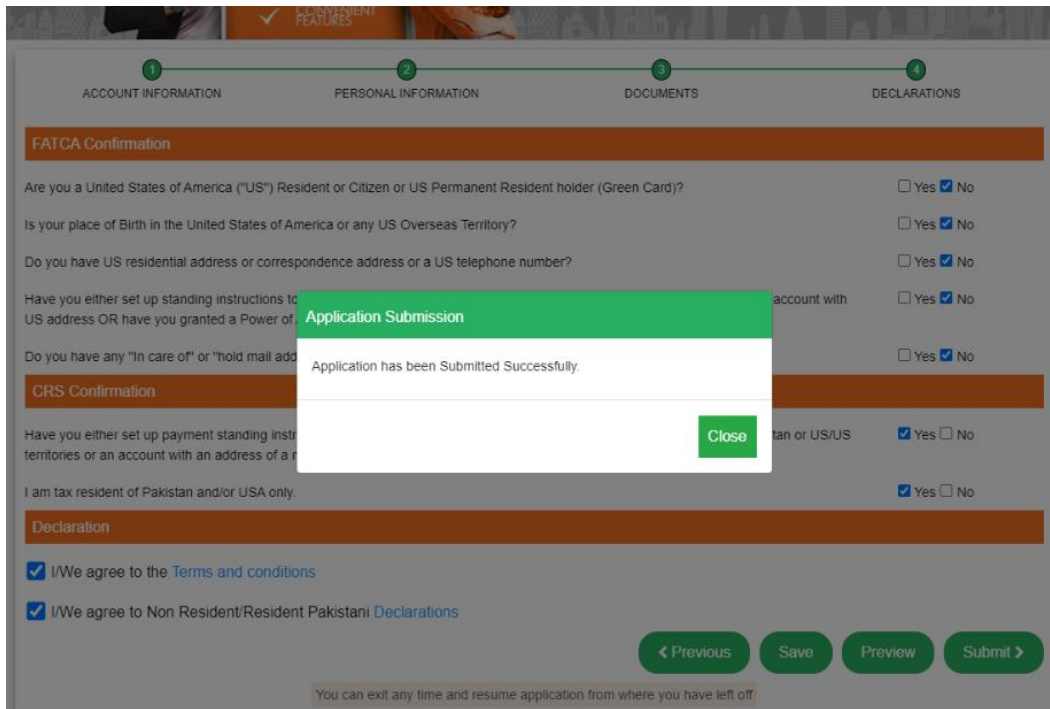 CONVENIENT
FEATURES
1
2
3
4
ACCOUNT INFORMATION
PERSONAL INFORMATION
DOCUMENTS
DECLARATIONS
FATCA Confirmation
Are you a United States of America ("US") Resident or Citizen or US Permanent Resident holder (Green Card)? Yes No
Is your place of Birth in the United States of America or any US Overseas Territory? Yes No
Do you have US residential address or correspondence address or a US telephone number? Yes No
Have you either set up standing instructions to account with Yes No
US address OR have you granted a Power of
Do you have any "In care of" or "hold mail add Yes No
CRS Confirmation
Have you either set up payment standing instr tan or US/US Yes No
territories or an account with an address of a r
I am tax resident of Pakistan and/or USA only. Yes No
Declaration
I/We agree to the Terms and conditions
I/We agree to Non Resident/Resident Pakistani Declarations
Application Submission
Application has been Submitted Successfully.
Close
Previous
Save
Preview
Submit
You can exit any time and resume application from where you have left off